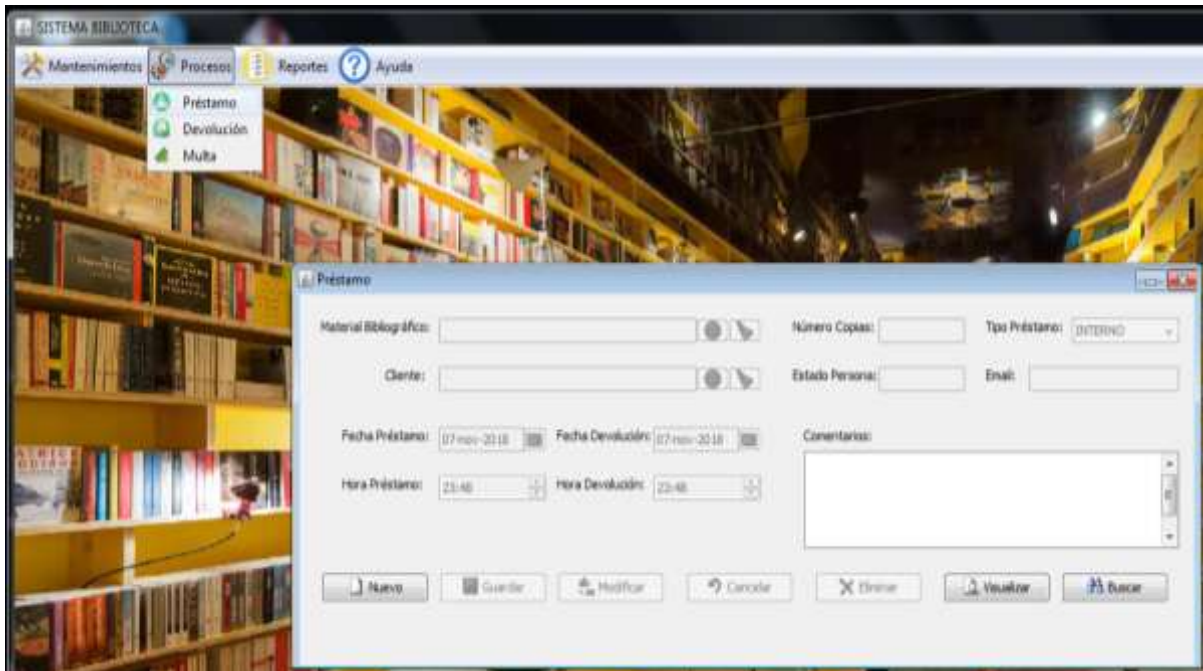 SISTEMA BIBLIOTECA
Mantenimientos Procesos Reportes Ayuda
Préstamo
Devolución
Multa
Préstamo
Material Bibliográfico: Número Copias: Tipo Préstamo: INTERNO
Cliente: Estado Persona: Email:
Fecha Préstamo: 07-nov-2018 Fecha Devolución: 07-nov-2018 Comentarios:
Hora Préstamo: 23:48 Hora Devolución: 23:48
Nuevo Guardar Modificar Cancelar Eliminar Visualizar Buscar